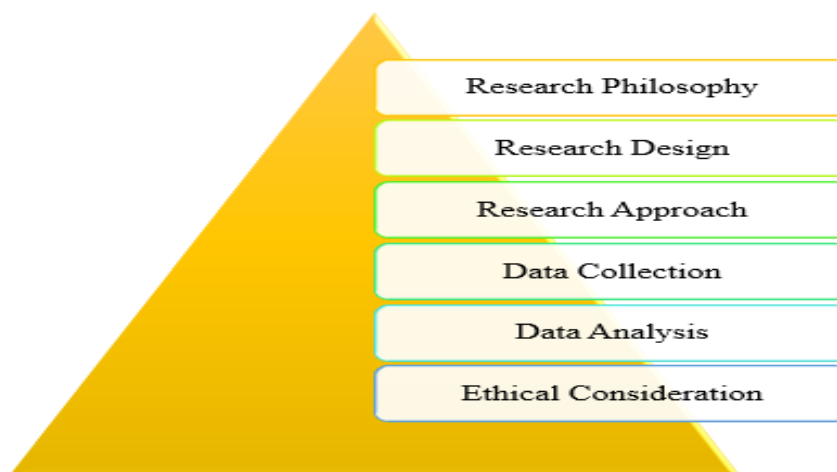 Research Philosophy
Research Design
Research Approach
Data Collection
Data Analysis
Ethical Consideration